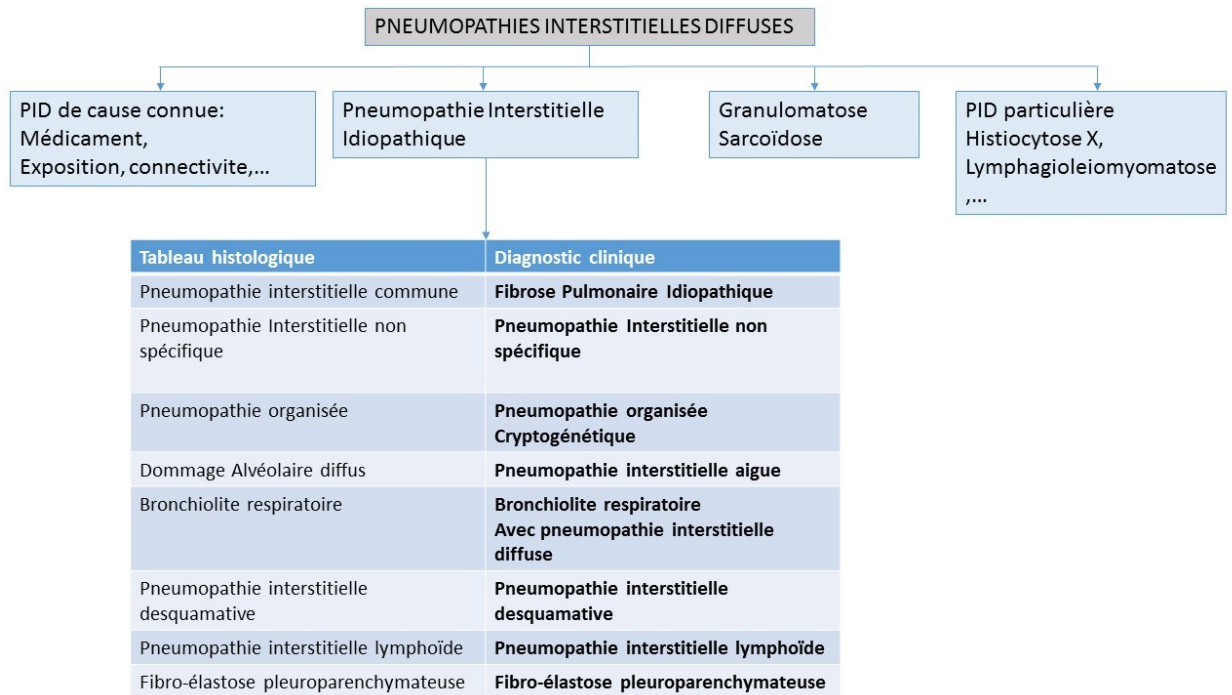 PNEUMOPATHIES INTERSTITIELLES DIFFUSES
PID de cause connue:
Médicament,
Exposition, connectivite,...
Pneumopathie Interstitielle
Idiopathique
Granulomatose
Sarcoïdose
PID particulière
Histiocytose X,
Lymphagioleiomyomatose
,...
Tableau histologique
Diagnostic clinique
Pneumopathie interstitielle commune
Fibrose Pulmonaire Idiopathique
Pneumopathie Interstitielle non
spécifique
Pneumopathie Interstitielle non
spécifique
Pneumopathie organisée
Pneumopathie organisée
Cryptogénétique
Dommage Alvéolaire diffus
Pneumopathie interstitielle aigue
Bronchiolite respiratoire
Bronchiolite respiratoire
Avec pneumopathie interstitielle
diffuse
Pneumopathie interstitielle
desquamative
Pneumopathie interstitielle
desquamative
Pneumopathie interstitielle lymphoïde
Pneumopathie interstitielle lymphoïde
Fibro-élastose pleuroparenchymateuse
Fibro-élastose pleuroparenchymateuse